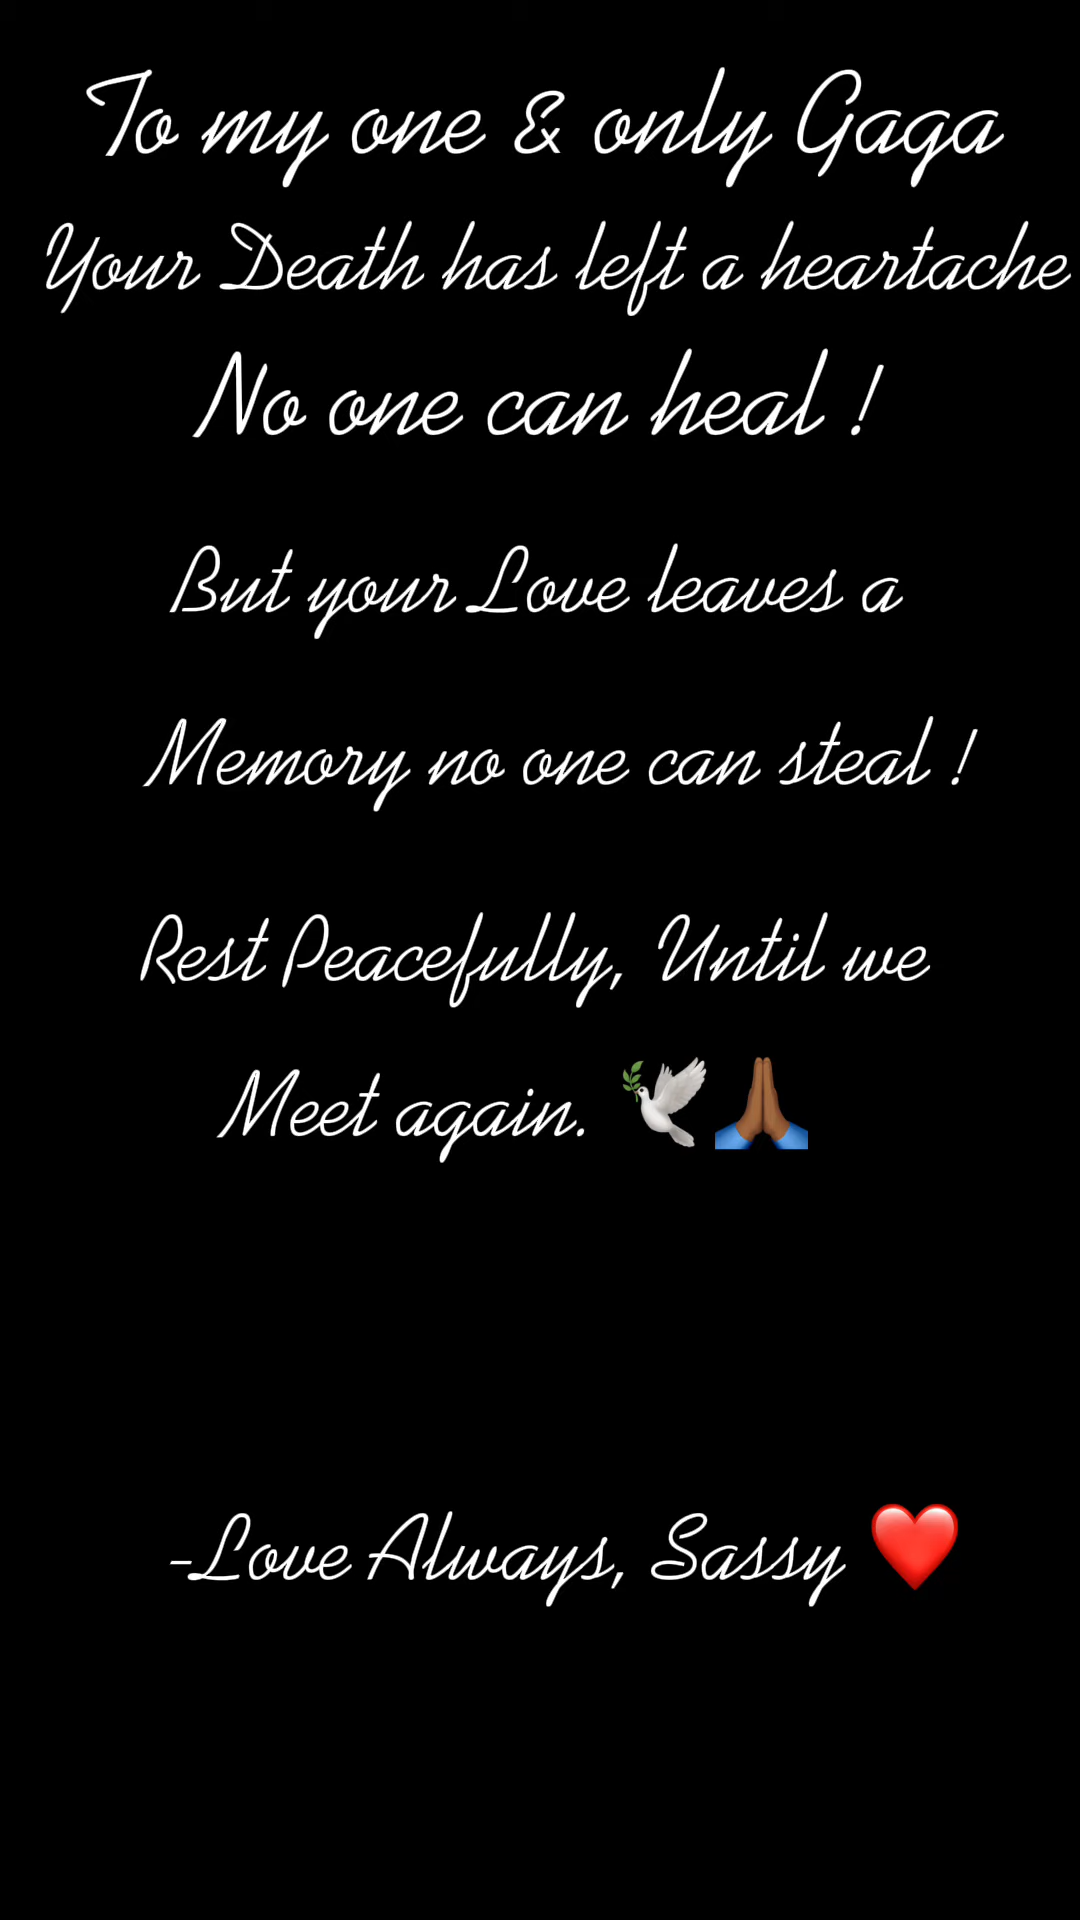 To my one & only Gaga
Your Death has left a heartache
No one can heal !
But your Love leaves a
Memory no one can steal !
Rest Peacefully, Until we
Meet again. 🕊️🙏🏾
-Love Always, Sassy ❤️